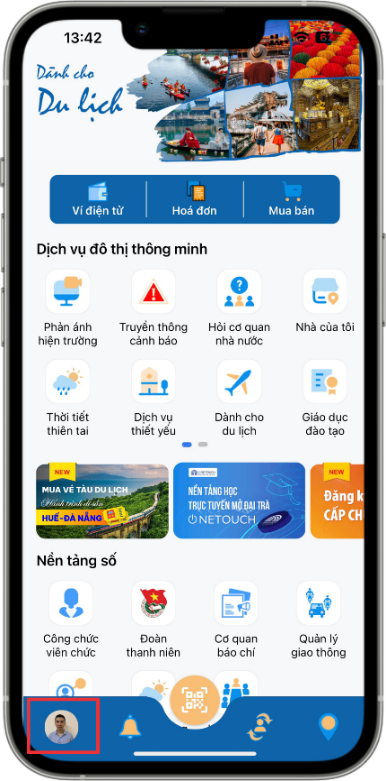 13:42
Dành cho
Du lịch
Ví điện tử
Hoá đơn
Mua bán
Dịch vụ đô thị thông minh
Phản ánh
hiện trường
Truyền thông
cảnh báo
Hỏi cơ quan
nhà nước
Nhà của tôi
Thời tiết
thiên tai
Dịch vụ
thiết yếu
Dành cho
du lịch
Giáo dục
đào tạo
NEW
MUA VÉ TÀU DU LỊCH
Hành trình di sản
HUẾ-ĐÀ NẴNG
NỀN TẢNG HỌC
TRỰC TUYẾN MỞ ĐẠI TRÀ
ONETOUCH
NEW
Đăng k
CẤP CH
Nền tảng số
Công chức
viên chức
Đoàn
thanh niên
Cơ quan
báo chí
Quản lý
giao thông